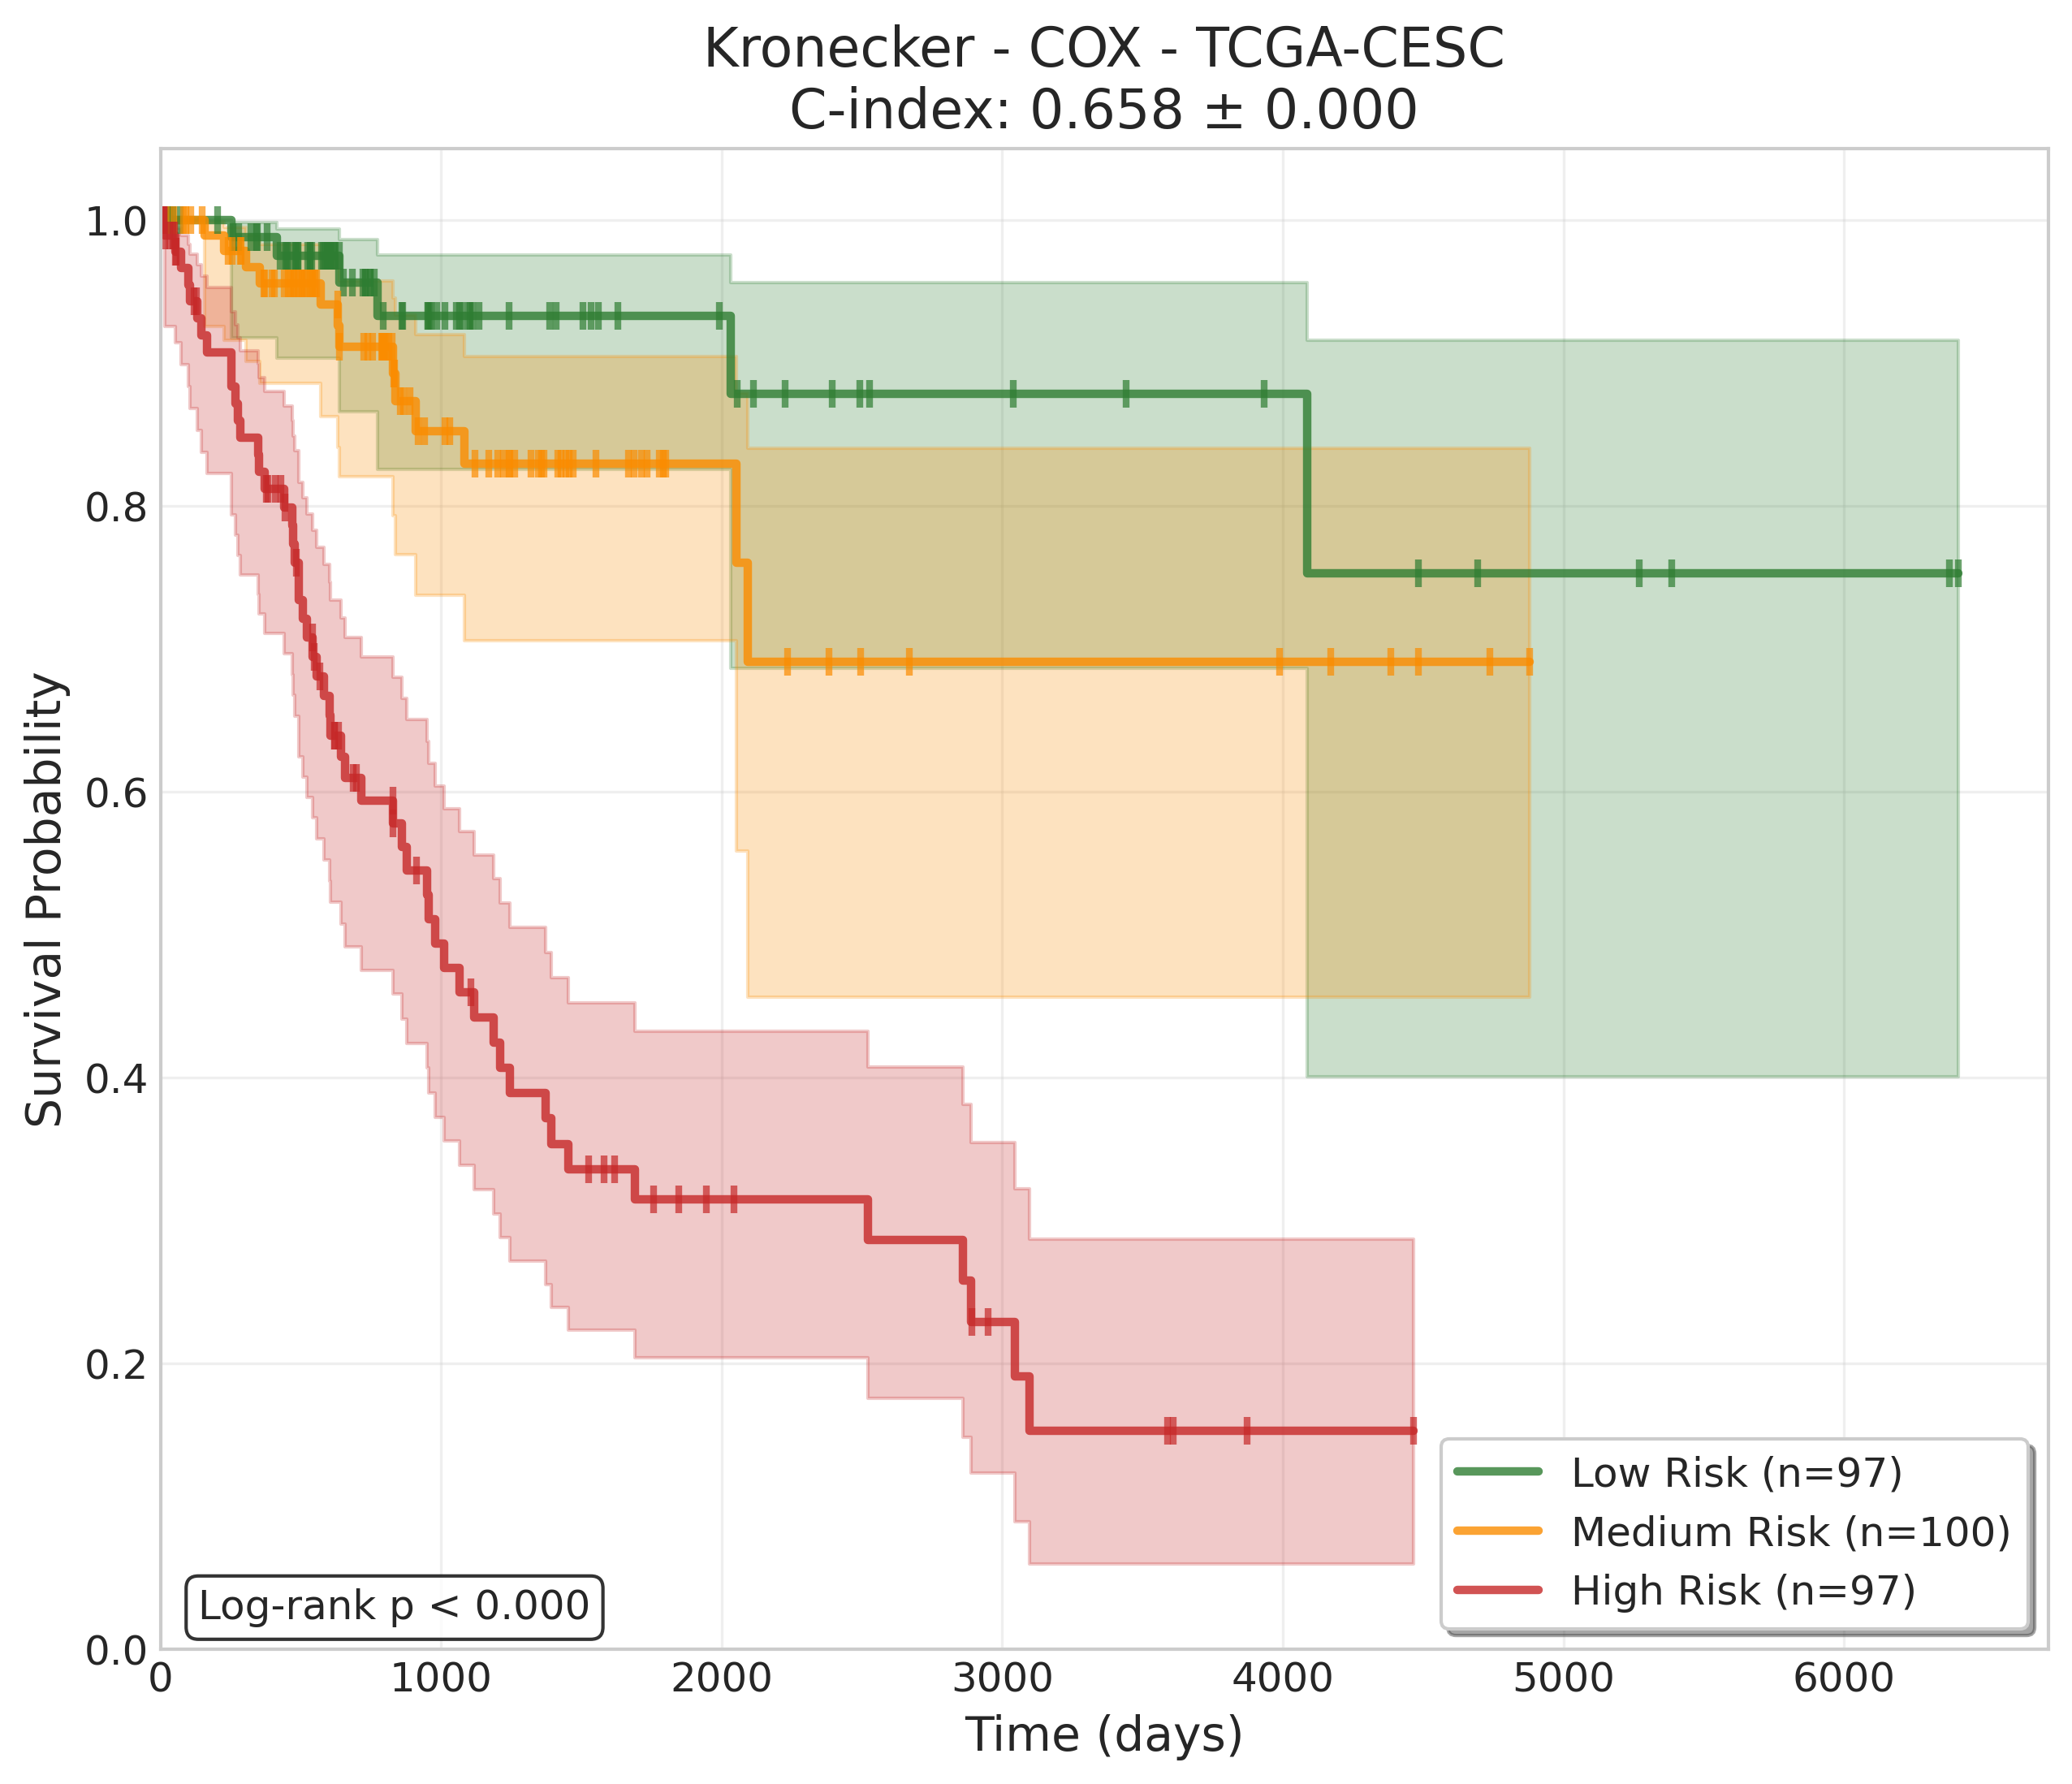 Kronecker - COX - TCGA-CESC
C-index: 0.658 ± 0.000
Survival Probability
1.0
0.8
0.6
0.4
0.2
0.0
Log-rank p < 0.000
Low Risk (n=97)
Medium Risk (n=100)
High Risk (n=97)
0 1000 2000 3000 4000 5000 6000
Time (days)